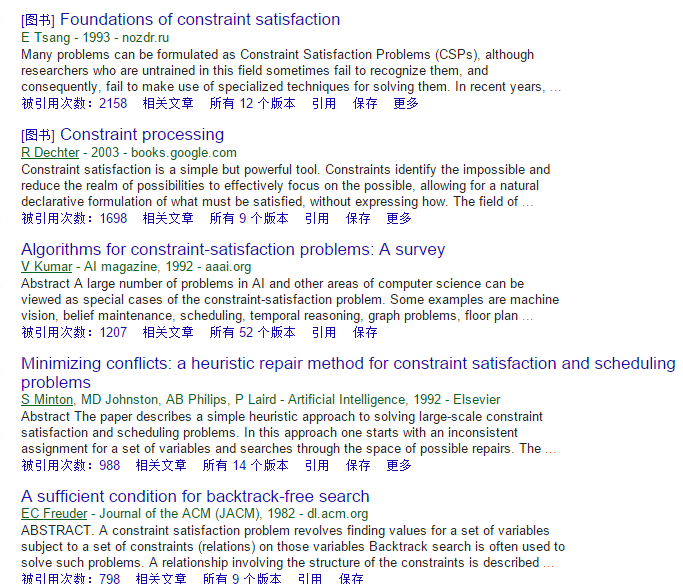 [图书] Foundations of constraint satisfaction
E Tsang - 1993 - nozdr.ru
Many problems can be formulated as Constraint Satisfaction Problems (CSPs), although
researchers who are untrained in this field sometimes fail to recognize them, and
consequently, fail to make use of specialized techniques for solving them. In recent years, ...
被引用次数：2158 相关文章 所有 12 个版本 引用 保存 更多
[图书] Constraint processing
R Dechter - 2003 - books.google.com
Constraint satisfaction is a simple but powerful tool. Constraints identify the impossible and
reduce the realm of possibilities to effectively focus on the possible, allowing for a natural
declarative formulation of what must be satisfied, without expressing how. The field of ...
被引用次数：1698 相关文章 所有 9 个版本 引用 保存 更多
Algorithms for constraint-satisfaction problems: A survey
V Kumar - AI magazine, 1992 - aaai.org
Abstract A large number of problems in AI and other areas of computer science can be
viewed as special cases of the constraint-satisfaction problem. Some examples are machine
vision, belief maintenance, scheduling, temporal reasoning, graph problems, floor plan ...
被引用次数：1207 相关文章 所有 52 个版本 引用 保存
Minimizing conflicts: a heuristic repair method for constraint satisfaction and scheduling
problems
S Minton, MD Johnston, AB Philips, P Laird - Artificial Intelligence, 1992 - Elsevier
Abstract The paper describes a simple heuristic approach to solving large-scale constraint
satisfaction and scheduling problems. In this approach one starts with an inconsistent
assignment for a set of variables and searches through the space of possible repairs. The ...
被引用次数：988 相关文章 所有 14 个版本 引用 保存 更多
A sufficient condition for backtrack-free search
EC Freuder - Journal of the ACM (JACM), 1982 - dl.acm.org
ABSTRACT. A constraint satisfaction problem revolves finding values for a set of variables
subject to a set of constraints (relations) on those variables Backtrack search is often used to
solve such problems. A relationship involving the structure of the constraints is described ...
被引用次数：798 相关文章 所有 9 个版本 引用 保存